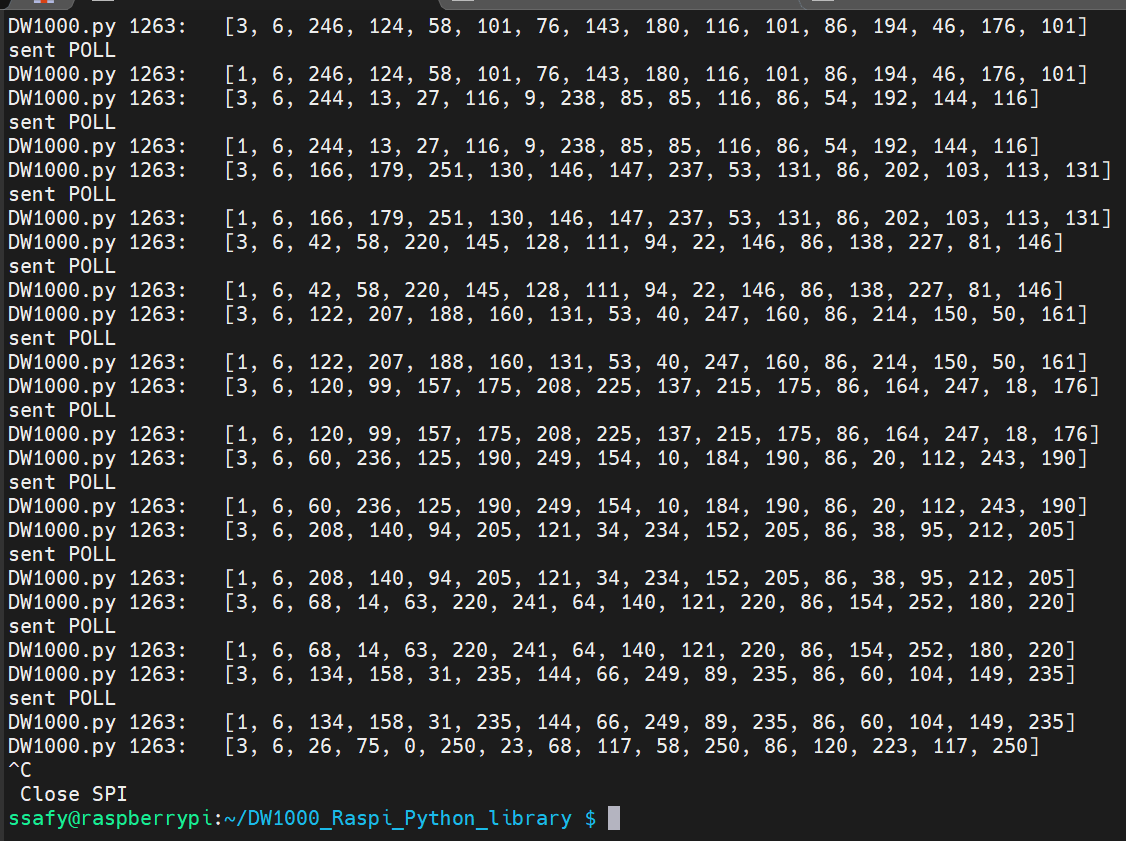 DW1000.py 1263:   [3, 6, 246, 124, 58, 101, 76, 143, 180, 116, 101, 86, 194, 46, 176, 101]
sent POLL
DW1000.py 1263:   [1, 6, 246, 124, 58, 101, 76, 143, 180, 116, 101, 86, 194, 46, 176, 101]
DW1000.py 1263:   [3, 6, 244, 13, 27, 116, 9, 238, 85, 85, 116, 86, 54, 192, 144, 116]
sent POLL
DW1000.py 1263:   [1, 6, 244, 13, 27, 116, 9, 238, 85, 85, 116, 86, 54, 192, 144, 116]
DW1000.py 1263:   [3, 6, 166, 179, 251, 130, 146, 147, 237, 53, 131, 86, 202, 103, 113, 131]
sent POLL
DW1000.py 1263:   [1, 6, 166, 179, 251, 130, 146, 147, 237, 53, 131, 86, 202, 103, 113, 131]
DW1000.py 1263:   [3, 6, 42, 58, 220, 145, 128, 111, 94, 22, 146, 86, 138, 227, 81, 146]
sent POLL
DW1000.py 1263:   [1, 6, 42, 58, 220, 145, 128, 111, 94, 22, 146, 86, 138, 227, 81, 146]
DW1000.py 1263:   [3, 6, 122, 207, 188, 160, 131, 53, 40, 247, 160, 86, 214, 150, 50, 161]
sent POLL
DW1000.py 1263:   [1, 6, 122, 207, 188, 160, 131, 53, 40, 247, 160, 86, 214, 150, 50, 161]
DW1000.py 1263:   [3, 6, 120, 99, 157, 175, 208, 225, 137, 215, 175, 86, 164, 247, 18, 176]
sent POLL
DW1000.py 1263:   [1, 6, 120, 99, 157, 175, 208, 225, 137, 215, 175, 86, 164, 247, 18, 176]
DW1000.py 1263:   [3, 6, 60, 236, 125, 190, 249, 154, 10, 184, 190, 86, 20, 112, 243, 190]
sent POLL
DW1000.py 1263:   [1, 6, 60, 236, 125, 190, 249, 154, 10, 184, 190, 86, 20, 112, 243, 190]
DW1000.py 1263:   [3, 6, 208, 140, 94, 205, 121, 34, 234, 152, 205, 86, 38, 95, 212, 205]
sent POLL
DW1000.py 1263:   [1, 6, 208, 140, 94, 205, 121, 34, 234, 152, 205, 86, 38, 95, 212, 205]
DW1000.py 1263:   [3, 6, 68, 14, 63, 220, 241, 64, 140, 121, 220, 86, 154, 252, 180, 220]
sent POLL
DW1000.py 1263:   [1, 6, 68, 14, 63, 220, 241, 64, 140, 121, 220, 86, 154, 252, 180, 220]
DW1000.py 1263:   [3, 6, 134, 158, 31, 235, 144, 66, 249, 89, 235, 86, 60, 104, 149, 235]
sent POLL
DW1000.py 1263:   [1, 6, 134, 158, 31, 235, 144, 66, 249, 89, 235, 86, 60, 104, 149, 235]
DW1000.py 1263:   [3, 6, 26, 75, 0, 250, 23, 68, 117, 58, 250, 86, 120, 223, 117, 250]
^C
 Close SPI
ssafy@raspberrypi:~/DW1000_Raspi_Python_library $